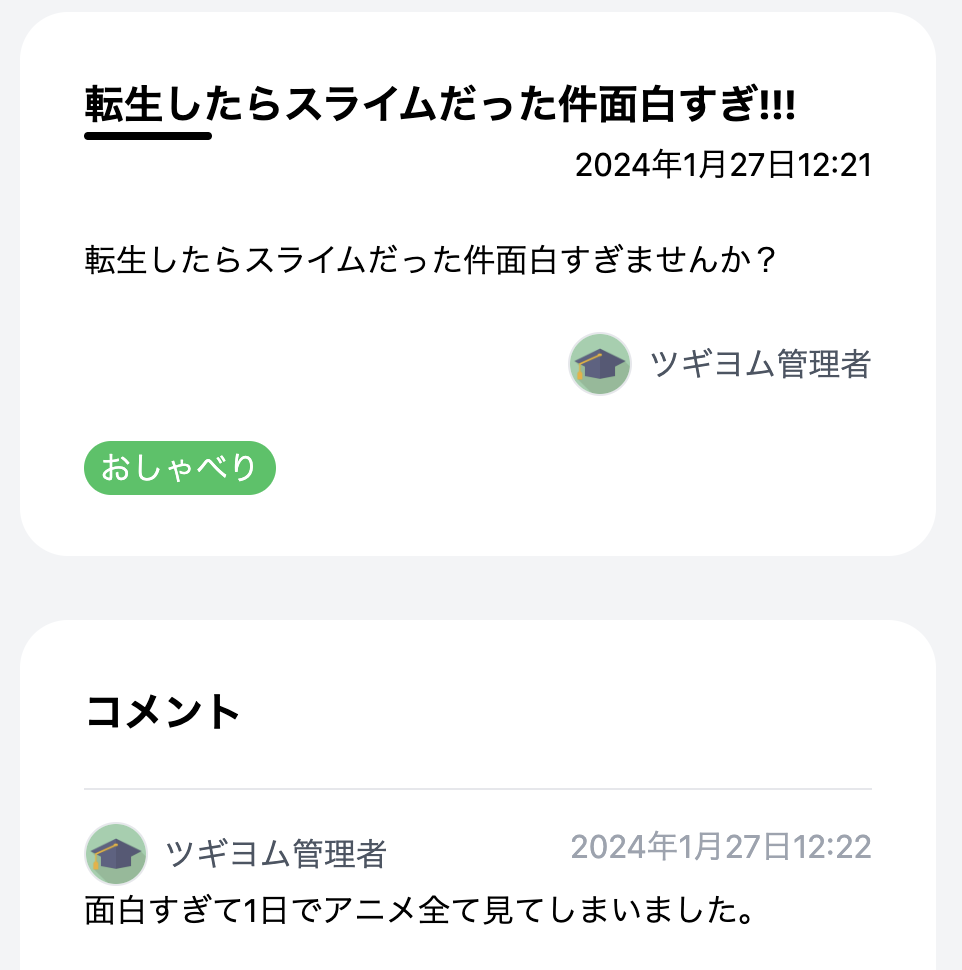 転生したらスライムだった件面白すぎ!!!
2024年1月27日12:21
転生したらスライムだった件面白すぎませんか？
ツギヨム管理者
おしゃべり
コメント
ツギヨム管理者
2024年1月27日12:22
面白すぎて1日でアニメ全て見てしまいました。